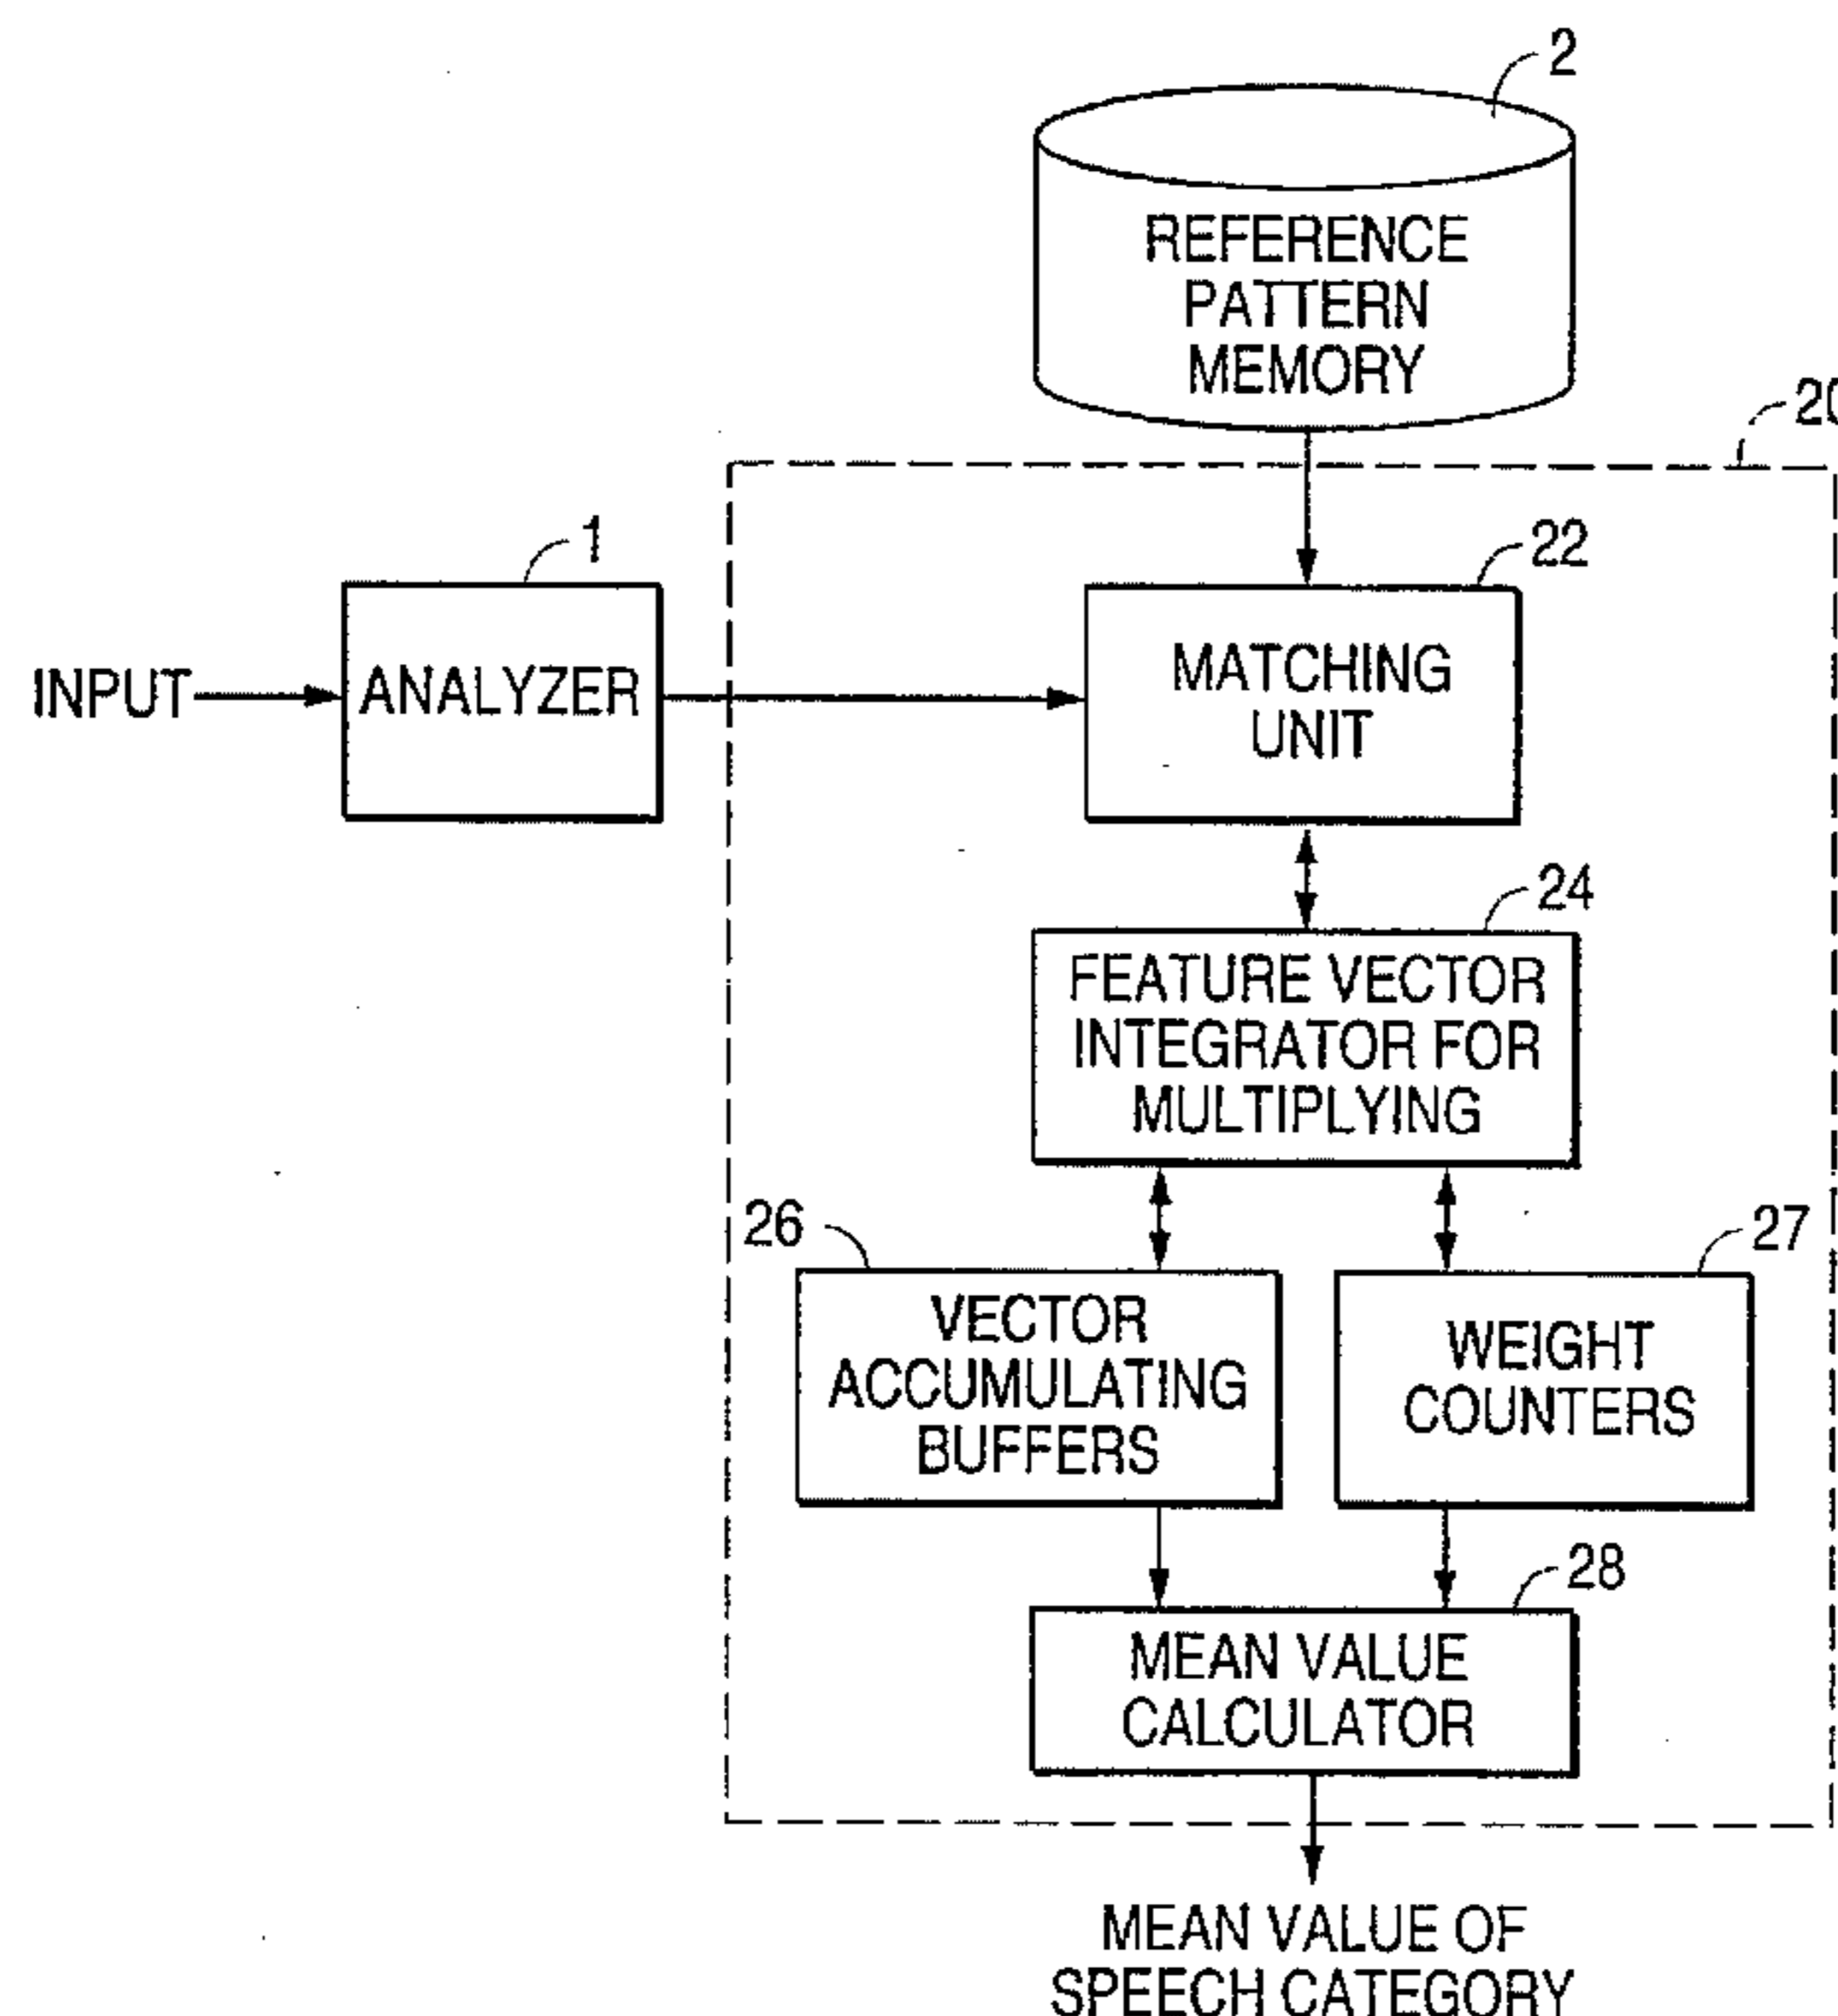 2
REFERENCE
PATTERN
MEMORY
20
1
22
INPUT
ANALYZER
MATCHING
UNIT
24
FEATURE VECTOR
INTEGRATOR FOR
MULTIPLYING
26
27
VECTOR
ACCUMULATING
BUFFERS
WEIGHT
COUNTERS
28
MEAN VALUE
CALCULATOR
MEAN VALUE OF
SPEECH CATEGORY